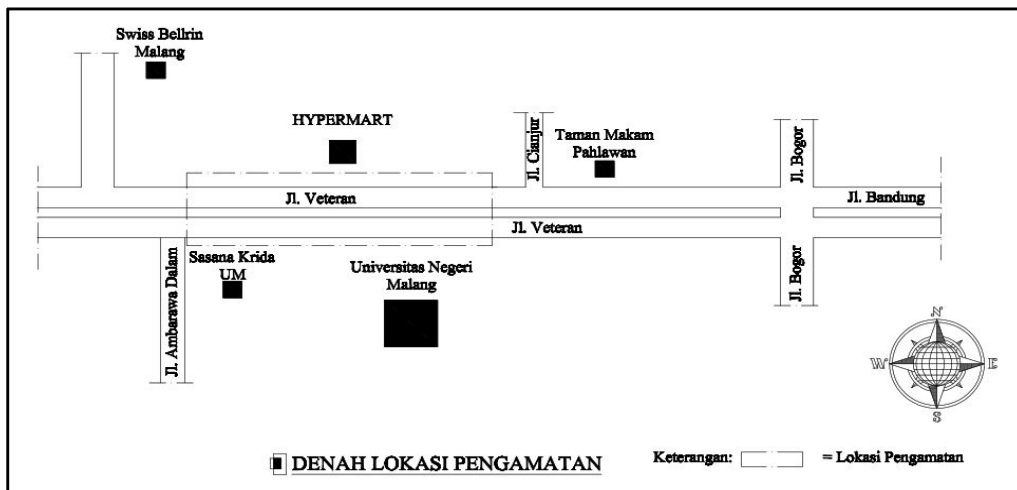 Swiss Bellrin
Malang
HYPERMART
Jl. Cianjur
Taman Makam
Pahlawan
Jl. Bogor
Jl. Veteran
Jl. Bandung
Jl. Veteran
Jl. Ambarawa Dalam
Sasana Krida
UM
Universitas Negeri
Malang
Jl. Bogor
N
W
E
S
DENAH LOKASI PENGAMATAN
Keterangan:
= Lokasi Pengamatan